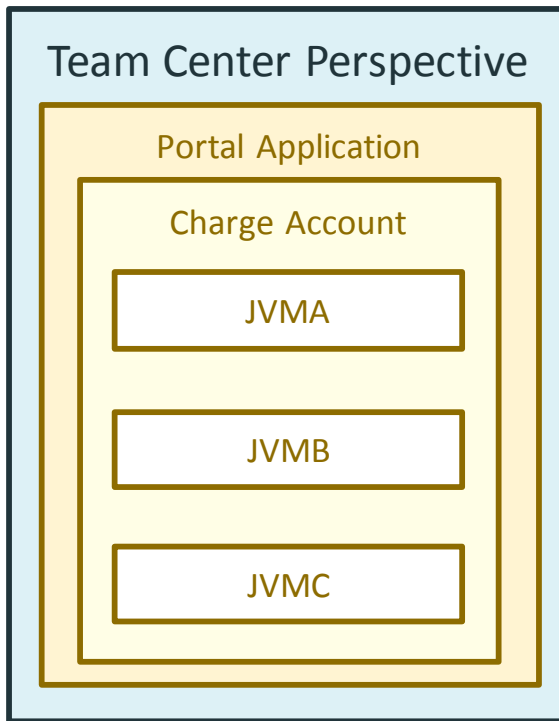 Team Center Perspective
Portal Application
Charge Account
JVMA
JVMB
JVMC